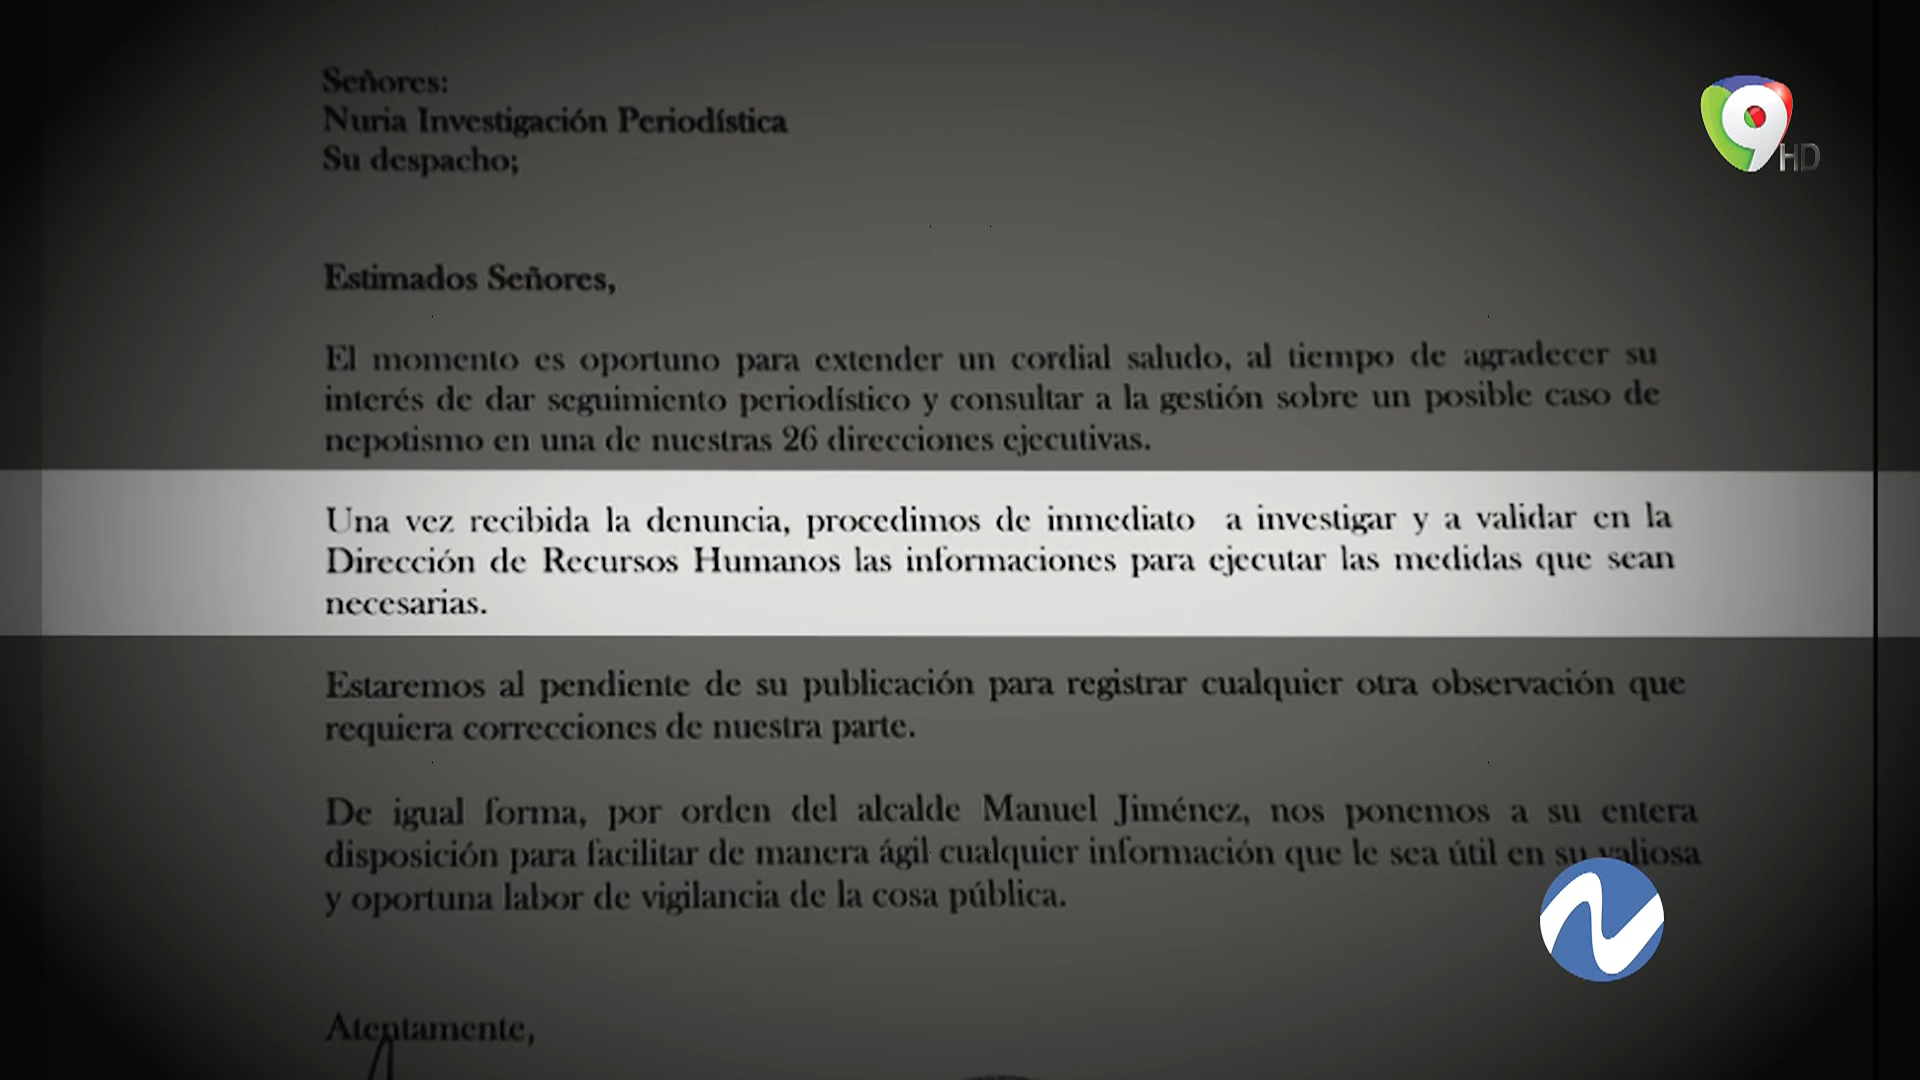 Señores:
Nuria Investigación Periodística
Su despacho;
9
HD
Estimados Señores,
El momento es oportuno para extender un cordial saludo, al tiempo de agradecer su
interés de dar seguimiento periodístico y consultar a la gestión sobre un posible caso de
nepotismo en una de nuestras 26 direcciones ejecutivas.
Una vez recibida la denuncia, procedimos de inmediato a investigar y a validar en la
Dirección de Recursos Humanos las informaciones para ejecutar las medidas que sean
necesarias.
Estaremos al pendiente de su publicación para registrar cualquier otra observación que
requiera correcciones de nuestra parte.
De igual forma, por orden del alcalde Manuel Jiménez, nos ponemos a su entera
disposición para facilitar de manera ágil cualquier información que le sea útil en su valiosa
y oportuna labor de vigilancia de la cosa pública.
N
Atentamente,